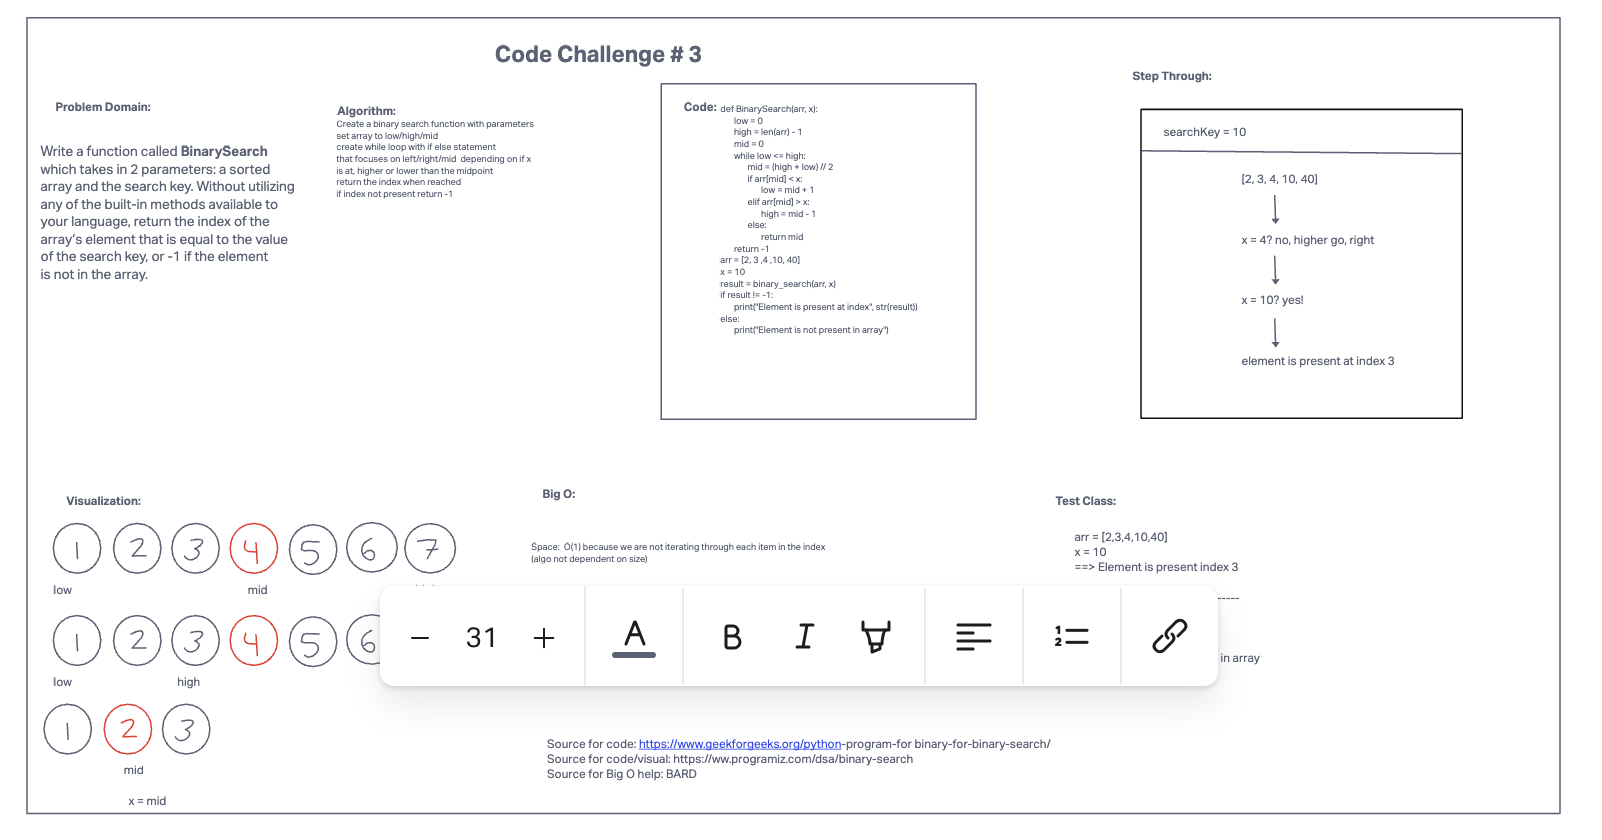 Code Challenge # 3
Problem Domain:
Write a function called BinarySearch
which takes in 2 parameters: a sorted
array and the search key. Without utilizing
any of the built-in methods available to
your language, return the index of the
array's element that is equal to the value
of the search key, or -1 if the element
is not in the array.
Algorithm:
Create a binary search function with parameters
set array to low/high/mid
create while loop with if else statement
that focuses on left/right/mid depending on if x
is at, higher or lower than the midpoint
return the index when reached
if index not present return -1
Code: def BinarySearch(arr, x):
low = 0
high = len(arr) - 1
mid = 0
while low <= high:
mid = (high + low) // 2
if arr[mid] < x:
low = mid + 1
elif arr[mid] > x:
high = mid - 1
else:
return mid
return -1
arr = [2, 3 ,4 ,10, 40]
x = 10
result = binary_search(arr, x)
if result != -1:
print("Element is present at index", str(result))
else:
print("Element is not present in array")
Step Through:
searchKey = 10
[2, 3, 4, 10, 40]
x = 4? no, higher go, right
x = 10? yes!
element is present at index 3
Visualization:
1 2 3 4 5 6 7
low mid
1 2 3 4 5 6
low high
1 2 3
mid
x = mid
Big O:
Space: O(1) because we are not iterating through each item in the index
(algo not dependent on size)
Test Class:
arr = [2,3,4,10,40]
x = 10
==> Element is present index 3
-----
in array
31 A B I
1
2
Source for code: https://www.geekforgeeks.org/python-program-for binary-for-binary-search/
Source for code/visual: https://ww.programiz.com/dsa/binary-search
Source for Big O help: BARD